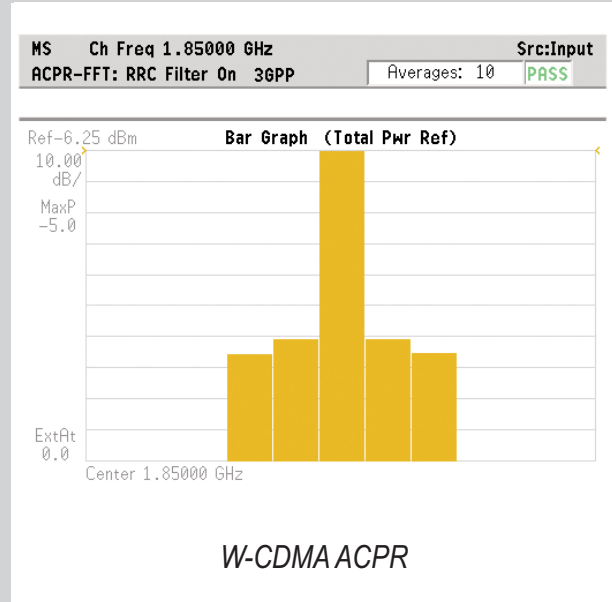 MS Ch Freq 1.85000 GHz Src:Input
ACPR-FFT: RRC Filter On 3GPP Averages: 10 PASS
Ref-6.25 dBm Bar Graph (Total Pwr Ref)
10.00
dB/
MaxP
-5.0
ExtAt
0.0
Center 1.85000 GHz
W-CDMA ACPR